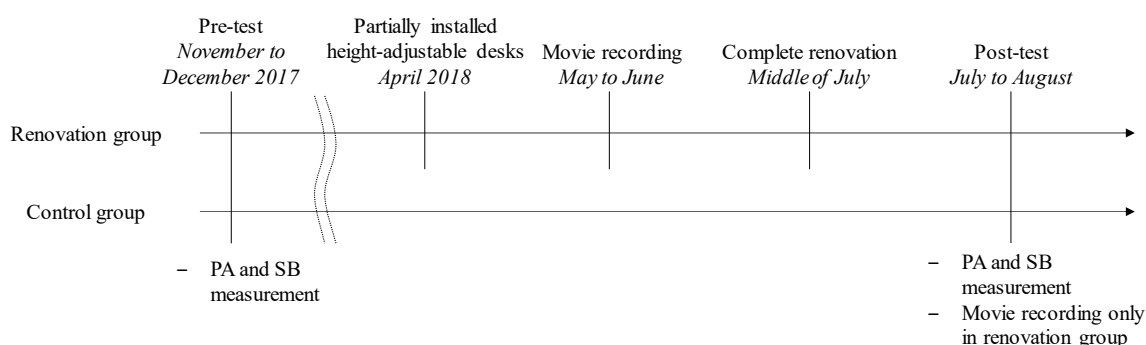 Pre-test
November to
December 2017
Partially installed
height-adjustable desks
April 2018
Movie recording
May to June
Complete renovation
Middle of July
Post-test
July to August
Renovation group
Control group
– PA and SB
measurement
– PA and SB
measurement
– Movie recording only
in renovation group